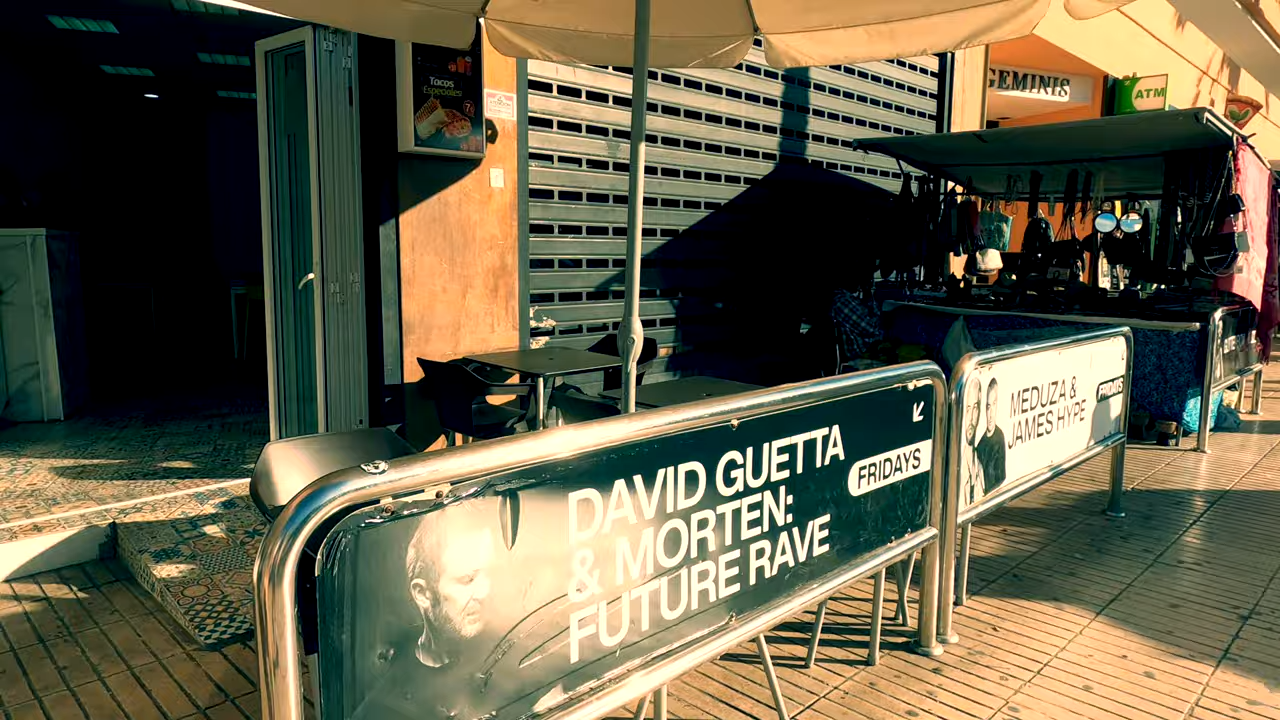 Tacos
Especiales
GEMINIS
ATM
DAVID GUETTA
& MORTEN:
FUTURE RAVE
FRIDAYS
MEDUZA &
JAMES HYPE
FRIDAYS